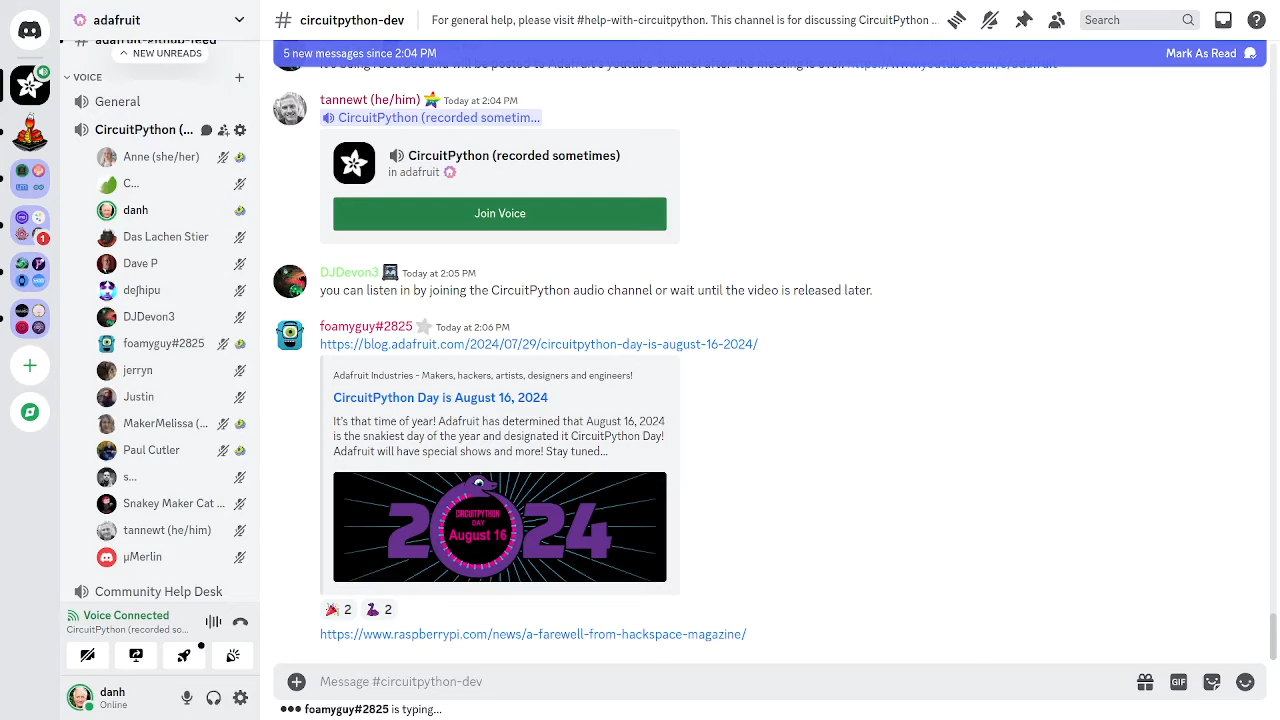 adafruit
# circuitpython-dev
For general help, please visit #help-with-circuitpython. This channel is for discussing CircuitPython ...
Search
adafruit-github-feed
NEW UNREADS
VOICE
General
CircuitPython (...
Anne (she/her)
C...
danh
Das Lachen Stier
Dave P
de∫hipu
DJDevon3
foamyguy#2825
jerryn
Justin
MakerMelissa (...
Paul Cutler
s...
Snakey Maker Cat ...
tannewt (he/him)
µMerlin
Community Help Desk
Voice Connected
CircuitPython (recorded so...
danh
Online
1
5 new messages since 2:04 PM
Mark As Read
tannewt (he/him) Today at 2:04 PM
CircuitPython (recorded sometim...
CircuitPython (recorded sometimes)
in adafruit
Join Voice
DJDevon3 Today at 2:05 PM
you can listen in by joining the CircuitPython audio channel or wait until the video is released later.
foamyguy#2825 Today at 2:06 PM
https://blog.adafruit.com/2024/07/29/circuitpython-day-is-august-16-2024/
Adafruit Industries - Makers, hackers, artists, designers and engineers!
CircuitPython Day is August 16, 2024
It's that time of year! Adafruit has determined that August 16, 2024
is the snakiest day of the year and designated it CircuitPython Day!
Adafruit will have special shows and more! Stay tuned...
2024
CIRCUITPYTHON
DAY
August 16
2 2
https://www.raspberrypi.com/news/a-farewell-from-hackspace-magazine/
Message #circuitpython-dev
GIF
foamyguy#2825 is typing...